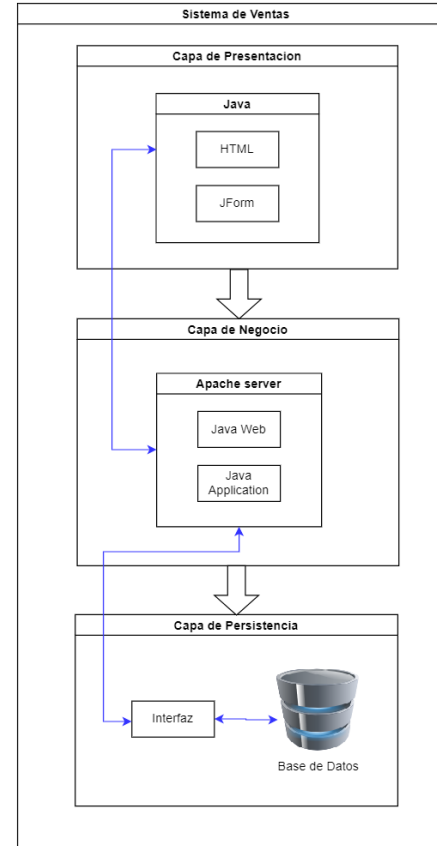 Sistema de Ventas
Capa de Presentacion
Java
HTML
JForm
Capa de Negocio
Apache server
Java Web
Java
Application
Capa de Persistencia
Interfaz
Base de Datos